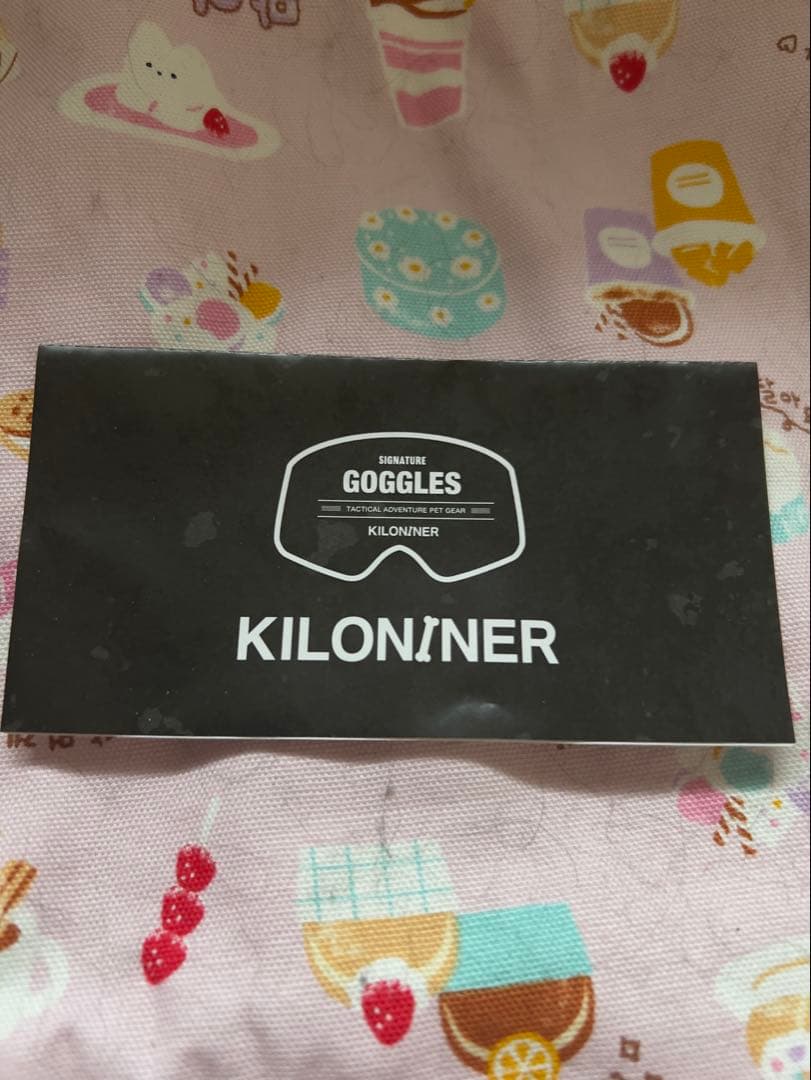 SIGNATURE
GOGGLES
TACTICAL ADVENTURE PET GEAR
KILONINER
KILONINER